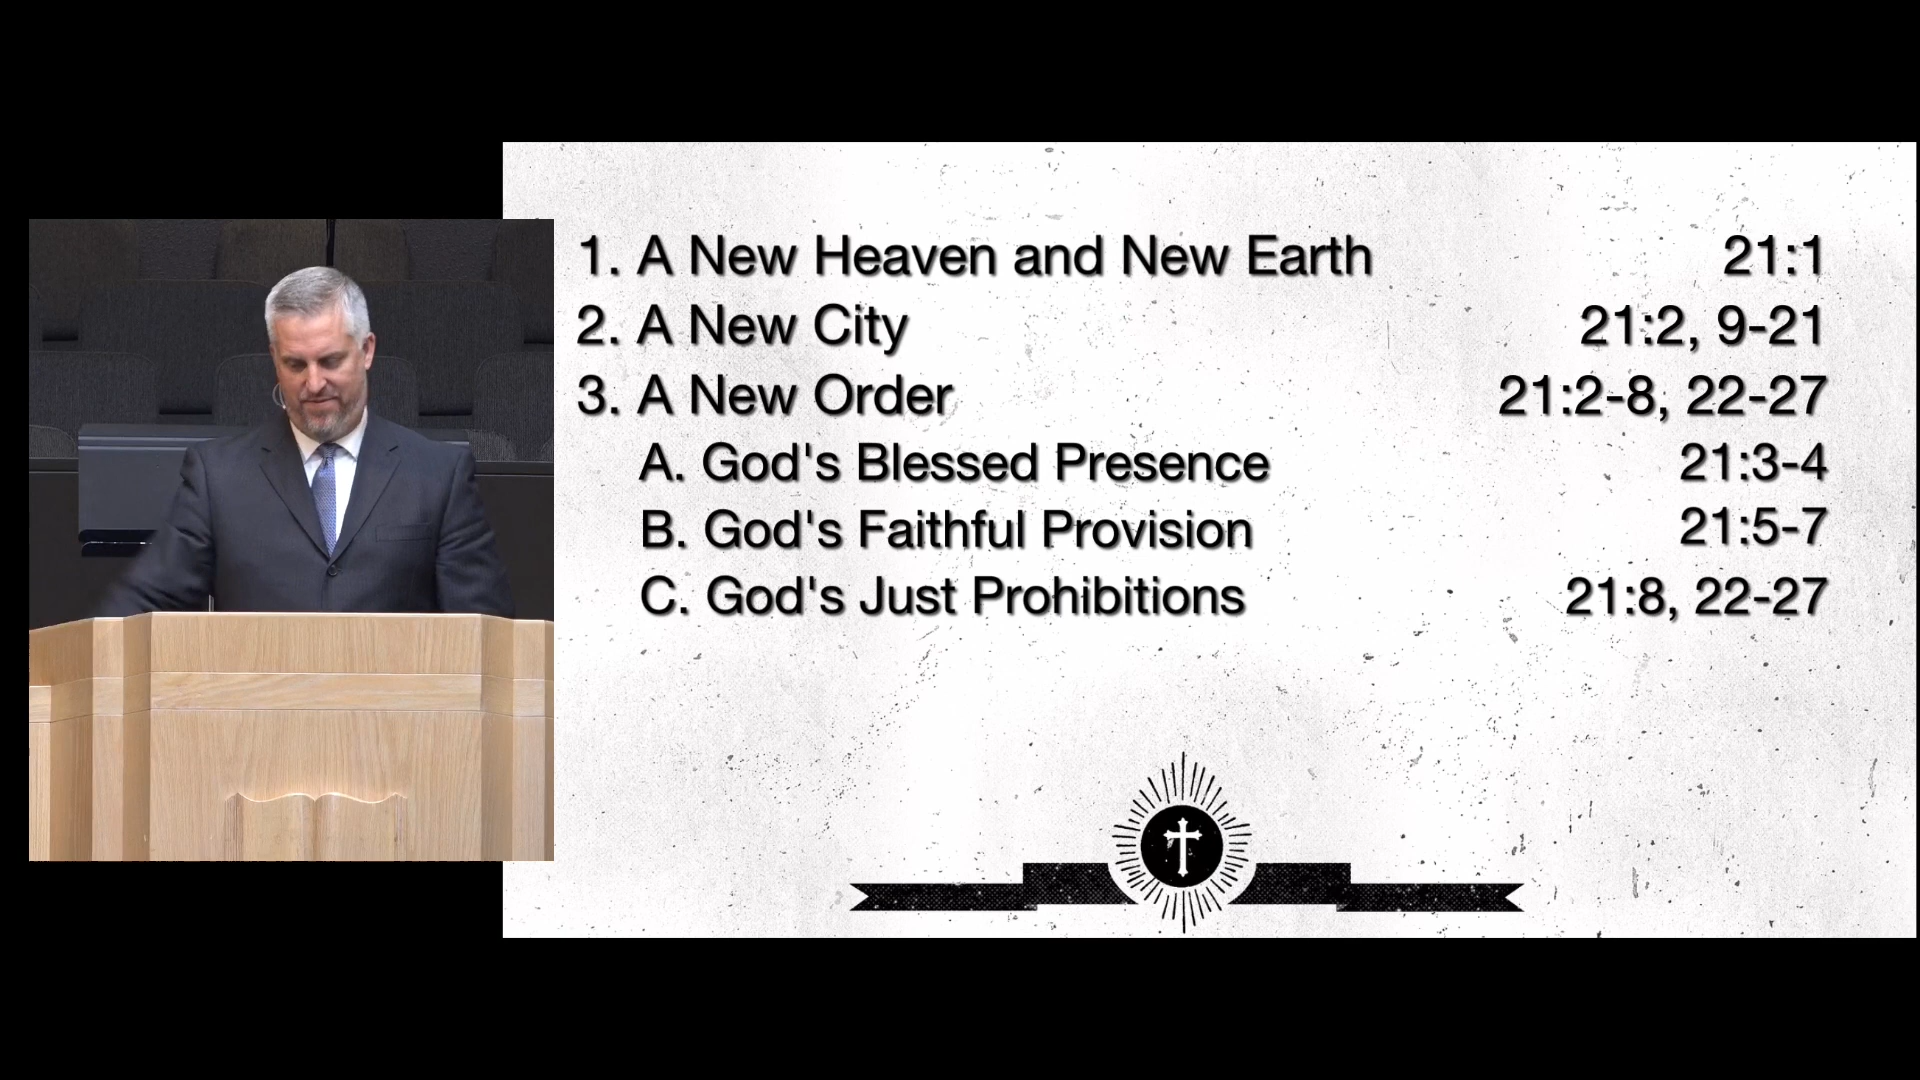 1. A New Heaven and New Earth 21:1
2. A New City 21:2, 9-21
3. A New Order 21:2-8, 22-27
A. God's Blessed Presence 21:3-4
B. God's Faithful Provision 21:5-7
C. God's Just Prohibitions 21:8, 22-27